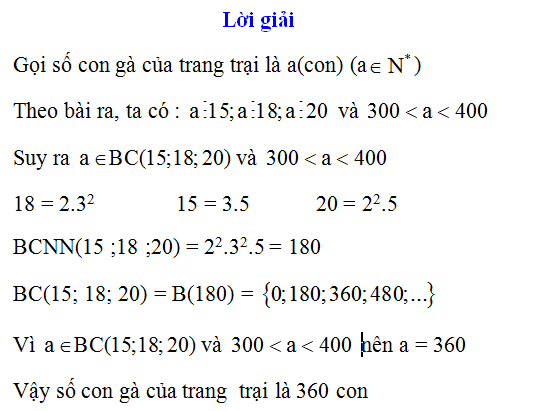 Lời giải
Gọi số con gà của trang trại là a(con) (a ∈ N*)
Theo bài ra, ta có : a⋮15; a⋮18; a⋮20 và 300 < a < 400
Suy ra a ∈ BC(15;18; 20) và 300 < a < 400
18 = 2.3² 15 = 3.5 20 = 2².5
BCNN(15 ;18 ;20) = 2².3².5 = 180
BC(15; 18; 20) = B(180) = {0;180;360;480;...}
Vì a ∈ BC(15;18; 20) và 300 < a < 400 nên a = 360
Vậy số con gà của trang trại là 360 con